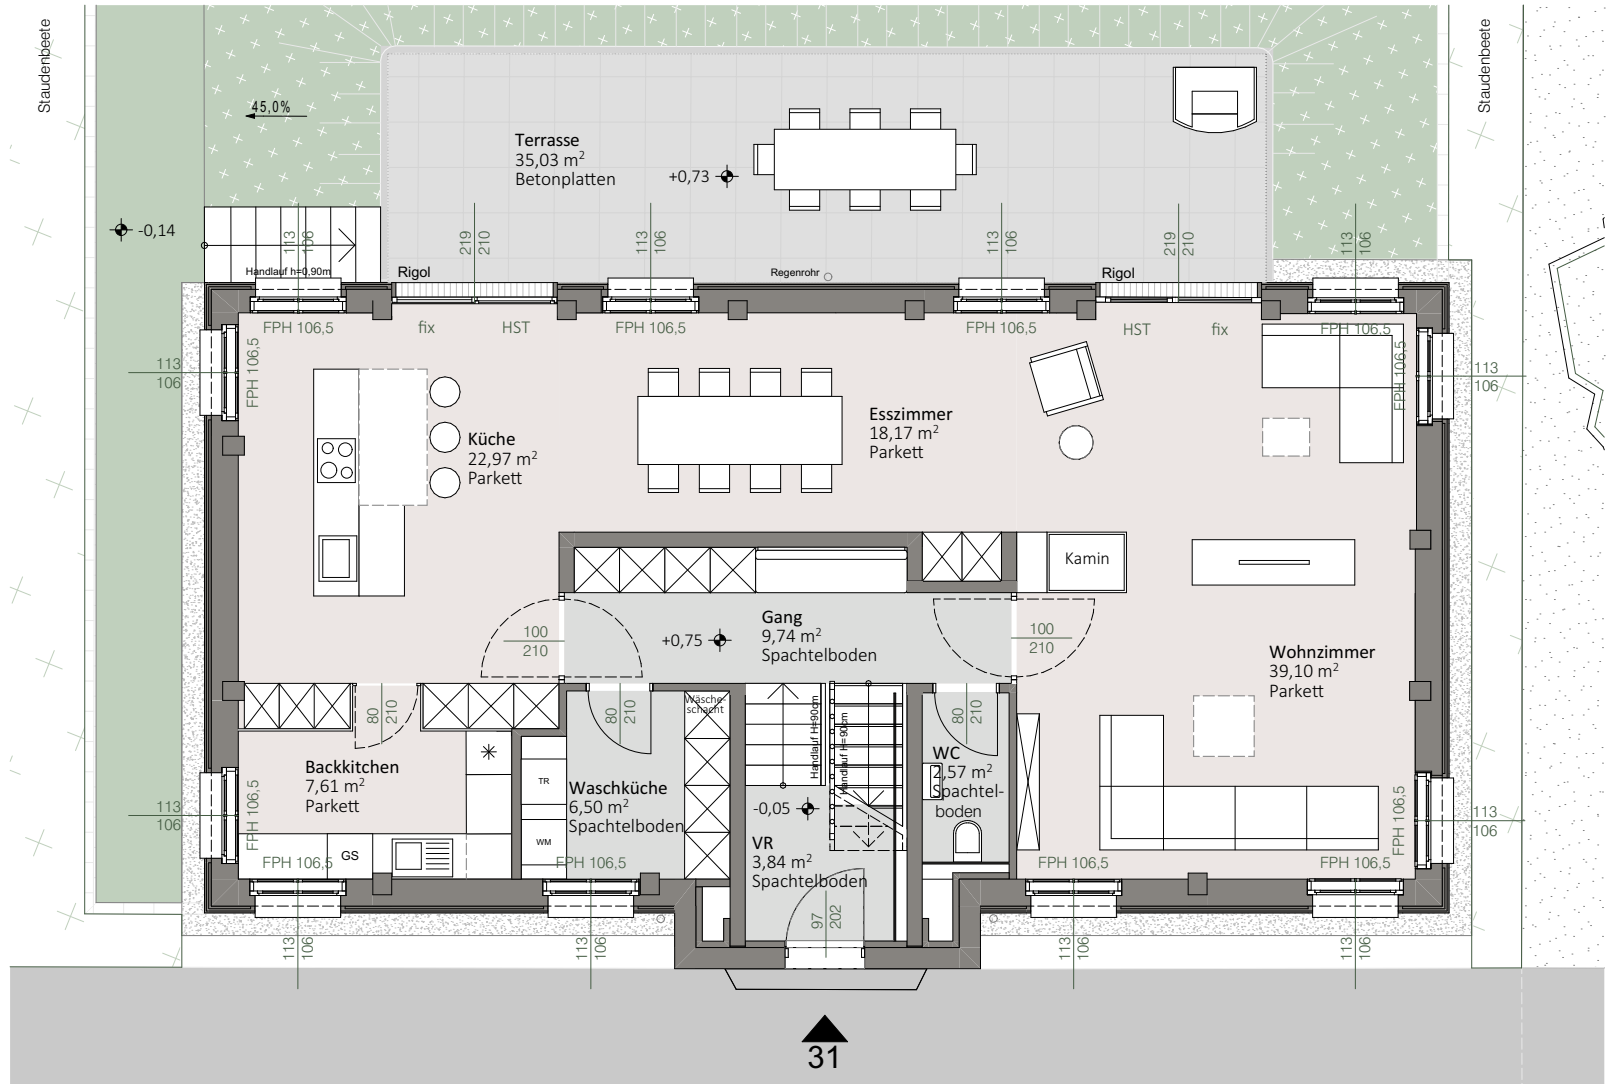 Staudenbeete
Staudenbeete
45,0%
Terrasse
35,03 m²
Betonplatten
+0,73
-0,14
113
106
219
210
113
106
113
106
219
210
113
106
Handlauf h=0,90m
Rigol
Regenrohr
Rigol
FPH 106,5
fix
HST
FPH 106,5
FPH 106,5
HST
fix
FPH 106,5
113
106
FPH 106,5
FPH 106,5
113
106
Küche
22,97 m²
Parkett
Esszimmer
18,17 m²
Parkett
Kamin
100
210
+0,75
Gang
9,74 m²
Spachtelboden
100
210
Wohnzimmer
39,10 m²
Parkett
80
210
80
210
Wäsche-
schacht
Handlauf H=90cm
Handlauf H=90cm
80
210
Backkitchen
7,61 m²
Parkett
TR
WM
GS
Waschküche
6,50 m²
Spachtelboden
-0,05
VR
3,84 m²
Spachtelboden
WC
2,57 m²
Spachtel-
boden
113
106
FPH 106,5
FPH 106,5
113
106
FPH 106,5
FPH 106,5
FPH 106,5
FPH 106,5
97
202
113
106
113
106
113
106
113
106
31